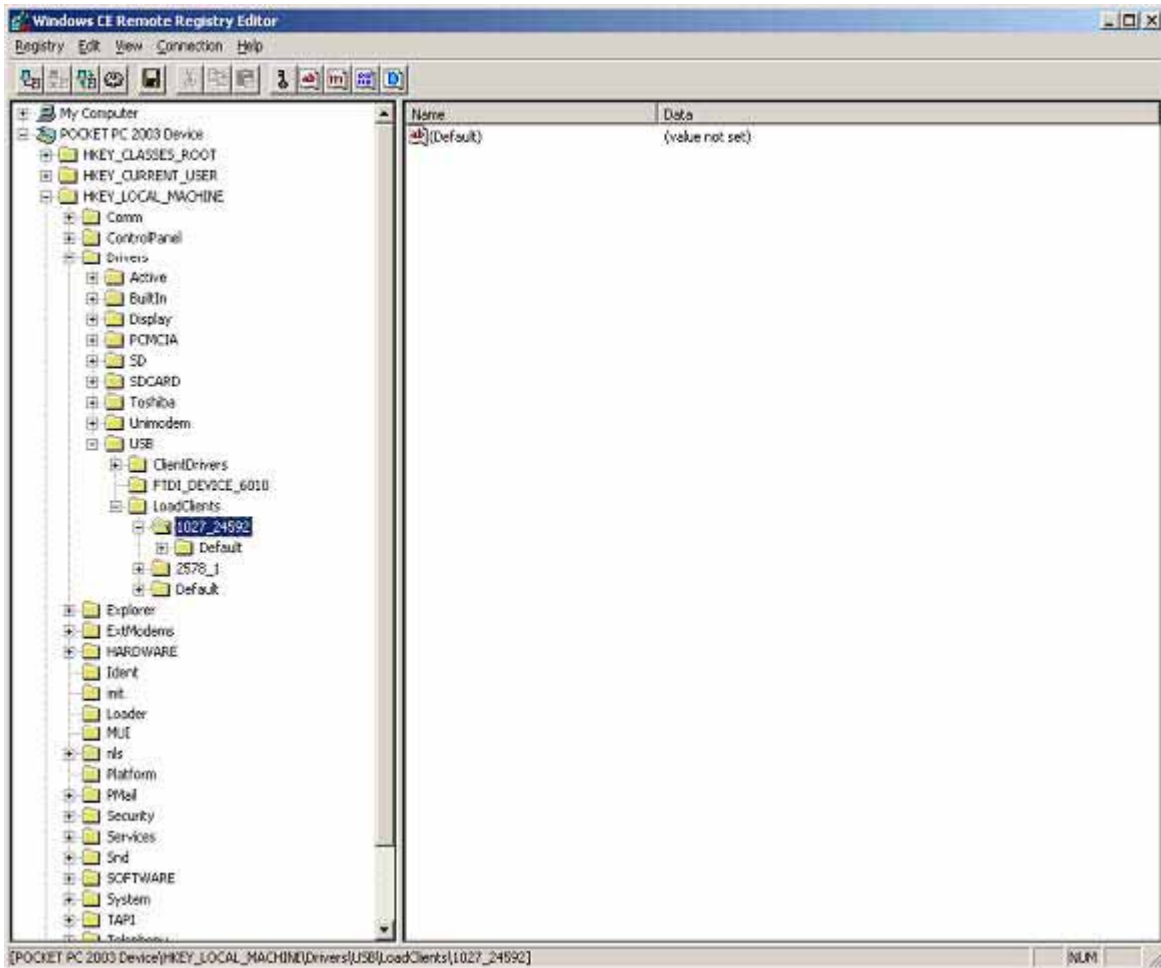 Windows CE Remote Registry Editor
Registry Edit View Connection Help
My Computer
POCKET PC 2003 Device
HKEY_CLASSES_ROOT
HKEY_CURRENT_USER
HKEY_LOCAL_MACHINE
Comm
ControlPanel
Drivers
Active
BuiltIn
Display
PCMCIA
SD
SDCARD
Toshiba
Unimodem
USB
ClientDrivers
FTDI_DEVICE_6010
LoadClients
1027_24592
Default
2578_1
Default
Explorer
ExtModems
HARDWARE
Ident
init
Loader
MUI
nls
Platform
PMail
Security
Services
Snd
SOFTWARE
System
TAPI
Telephony
Name Data
ab (Default) (value not set)
[POCKET PC 2003 Device\HKEY_LOCAL_MACHINE\Drivers\USB\LoadClients\1027_24592] NUM